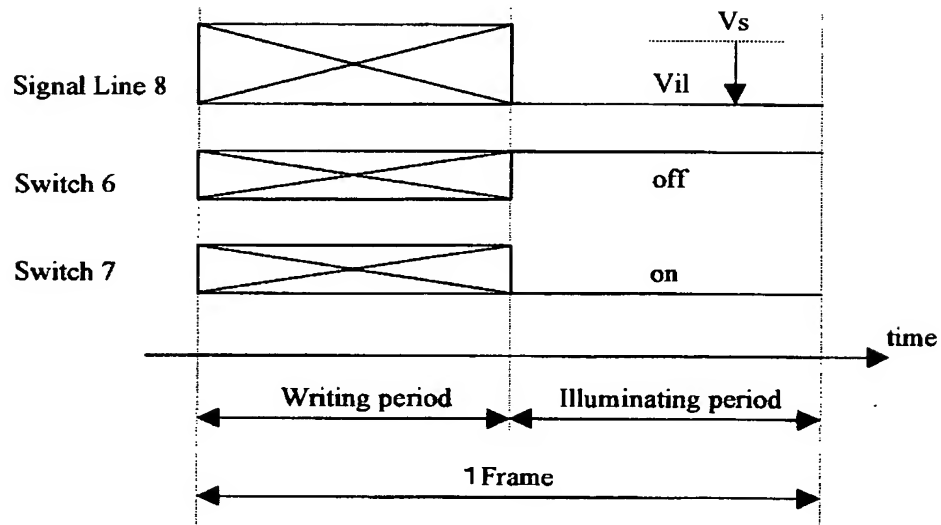 Vs
Signal Line 8
Vil
Switch 6
off
Switch 7
on
time
Writing period
Illuminating period
1 Frame